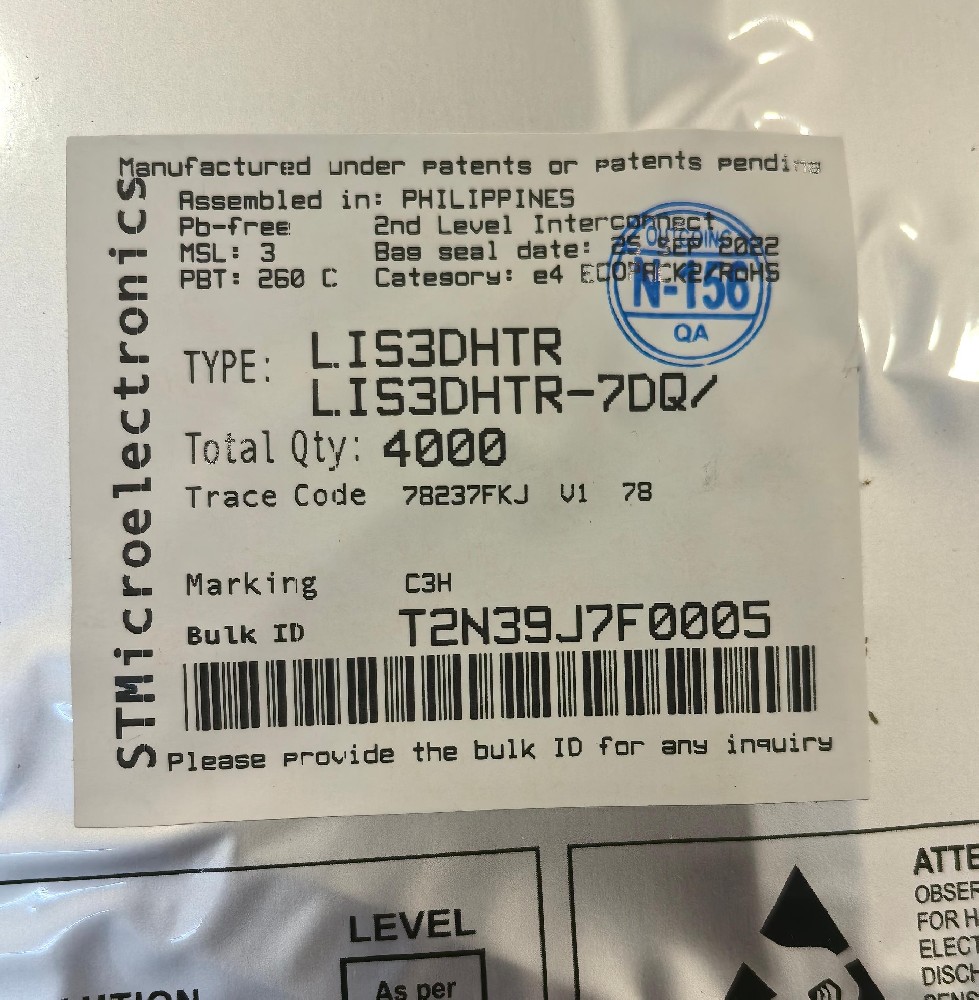 Manufactured under patents or patents pending
STMicroelectronics
Assembled in: PHILIPPINES
Pb-free 2nd Level Interconnect
MSL: 3 Bag seal date: 25 SEP 2022
PBT: 260 C Category: e4 ECOPACK2/RoHS
N-156
QA
TYPE: LIS3DHTR
LIS3DHTR-7DQ/
Total Qty: 4000
Trace Code 78237FKJ V1 78
Marking C3H
Bulk ID T2N39J7F0005
Please provide the bulk ID for any inquiry
LEVEL
As per
ATTE
OBSER
FOR H
ELECT
DISCH